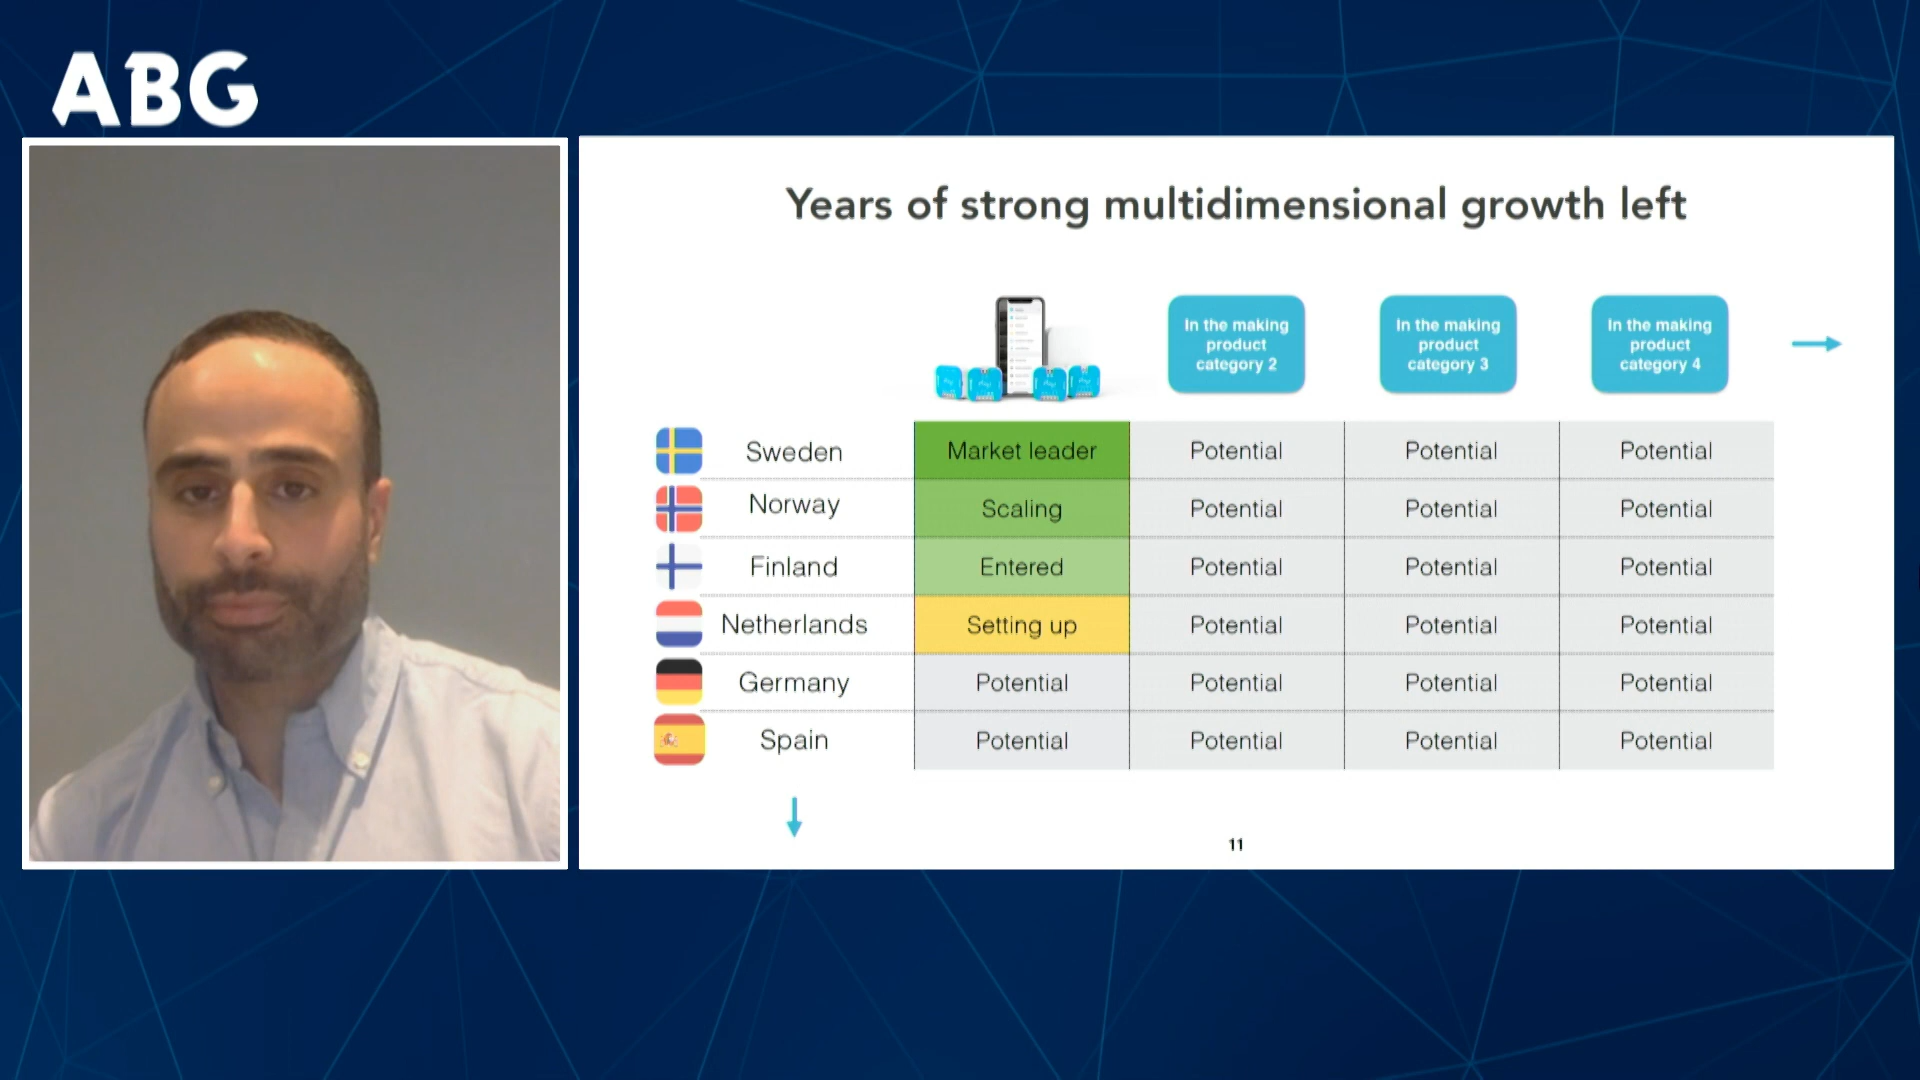 ABG
Years of strong multidimensional growth left
In the making
product
category 2
In the making
product
category 3
In the making
product
category 4
Sweden Market leader Potential Potential Potential
Norway Scaling Potential Potential Potential
Finland Entered Potential Potential Potential
Netherlands Setting up Potential Potential Potential
Germany Potential Potential Potential Potential
Spain Potential Potential Potential Potential
11